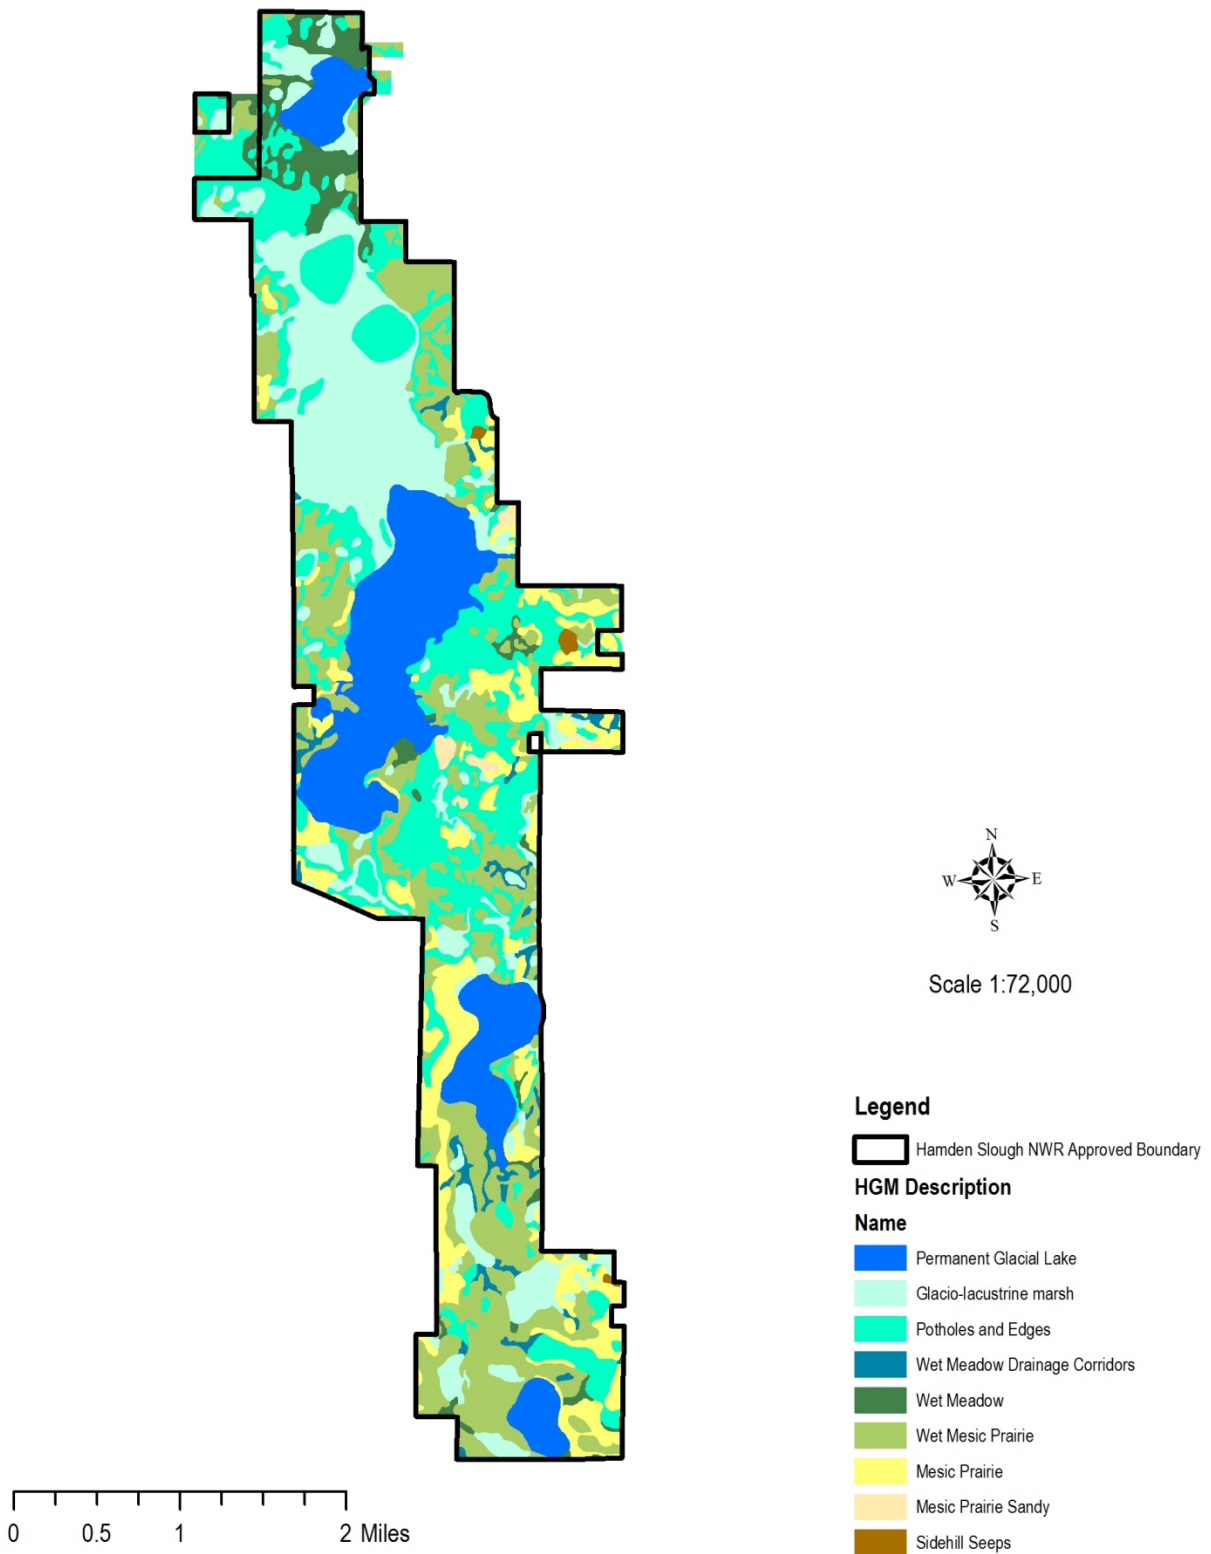 N
W E
S
Scale 1:72,000
Legend
Hamden Slough NWR Approved Boundary
HGM Description
Name
Permanent Glacial Lake
Glacio-lacustrine marsh
Potholes and Edges
Wet Meadow Drainage Corridors
Wet Meadow
Wet Mesic Prairie
Mesic Prairie
Mesic Prairie Sandy
Sidehill Seeps
0 0.5 1 2 Miles